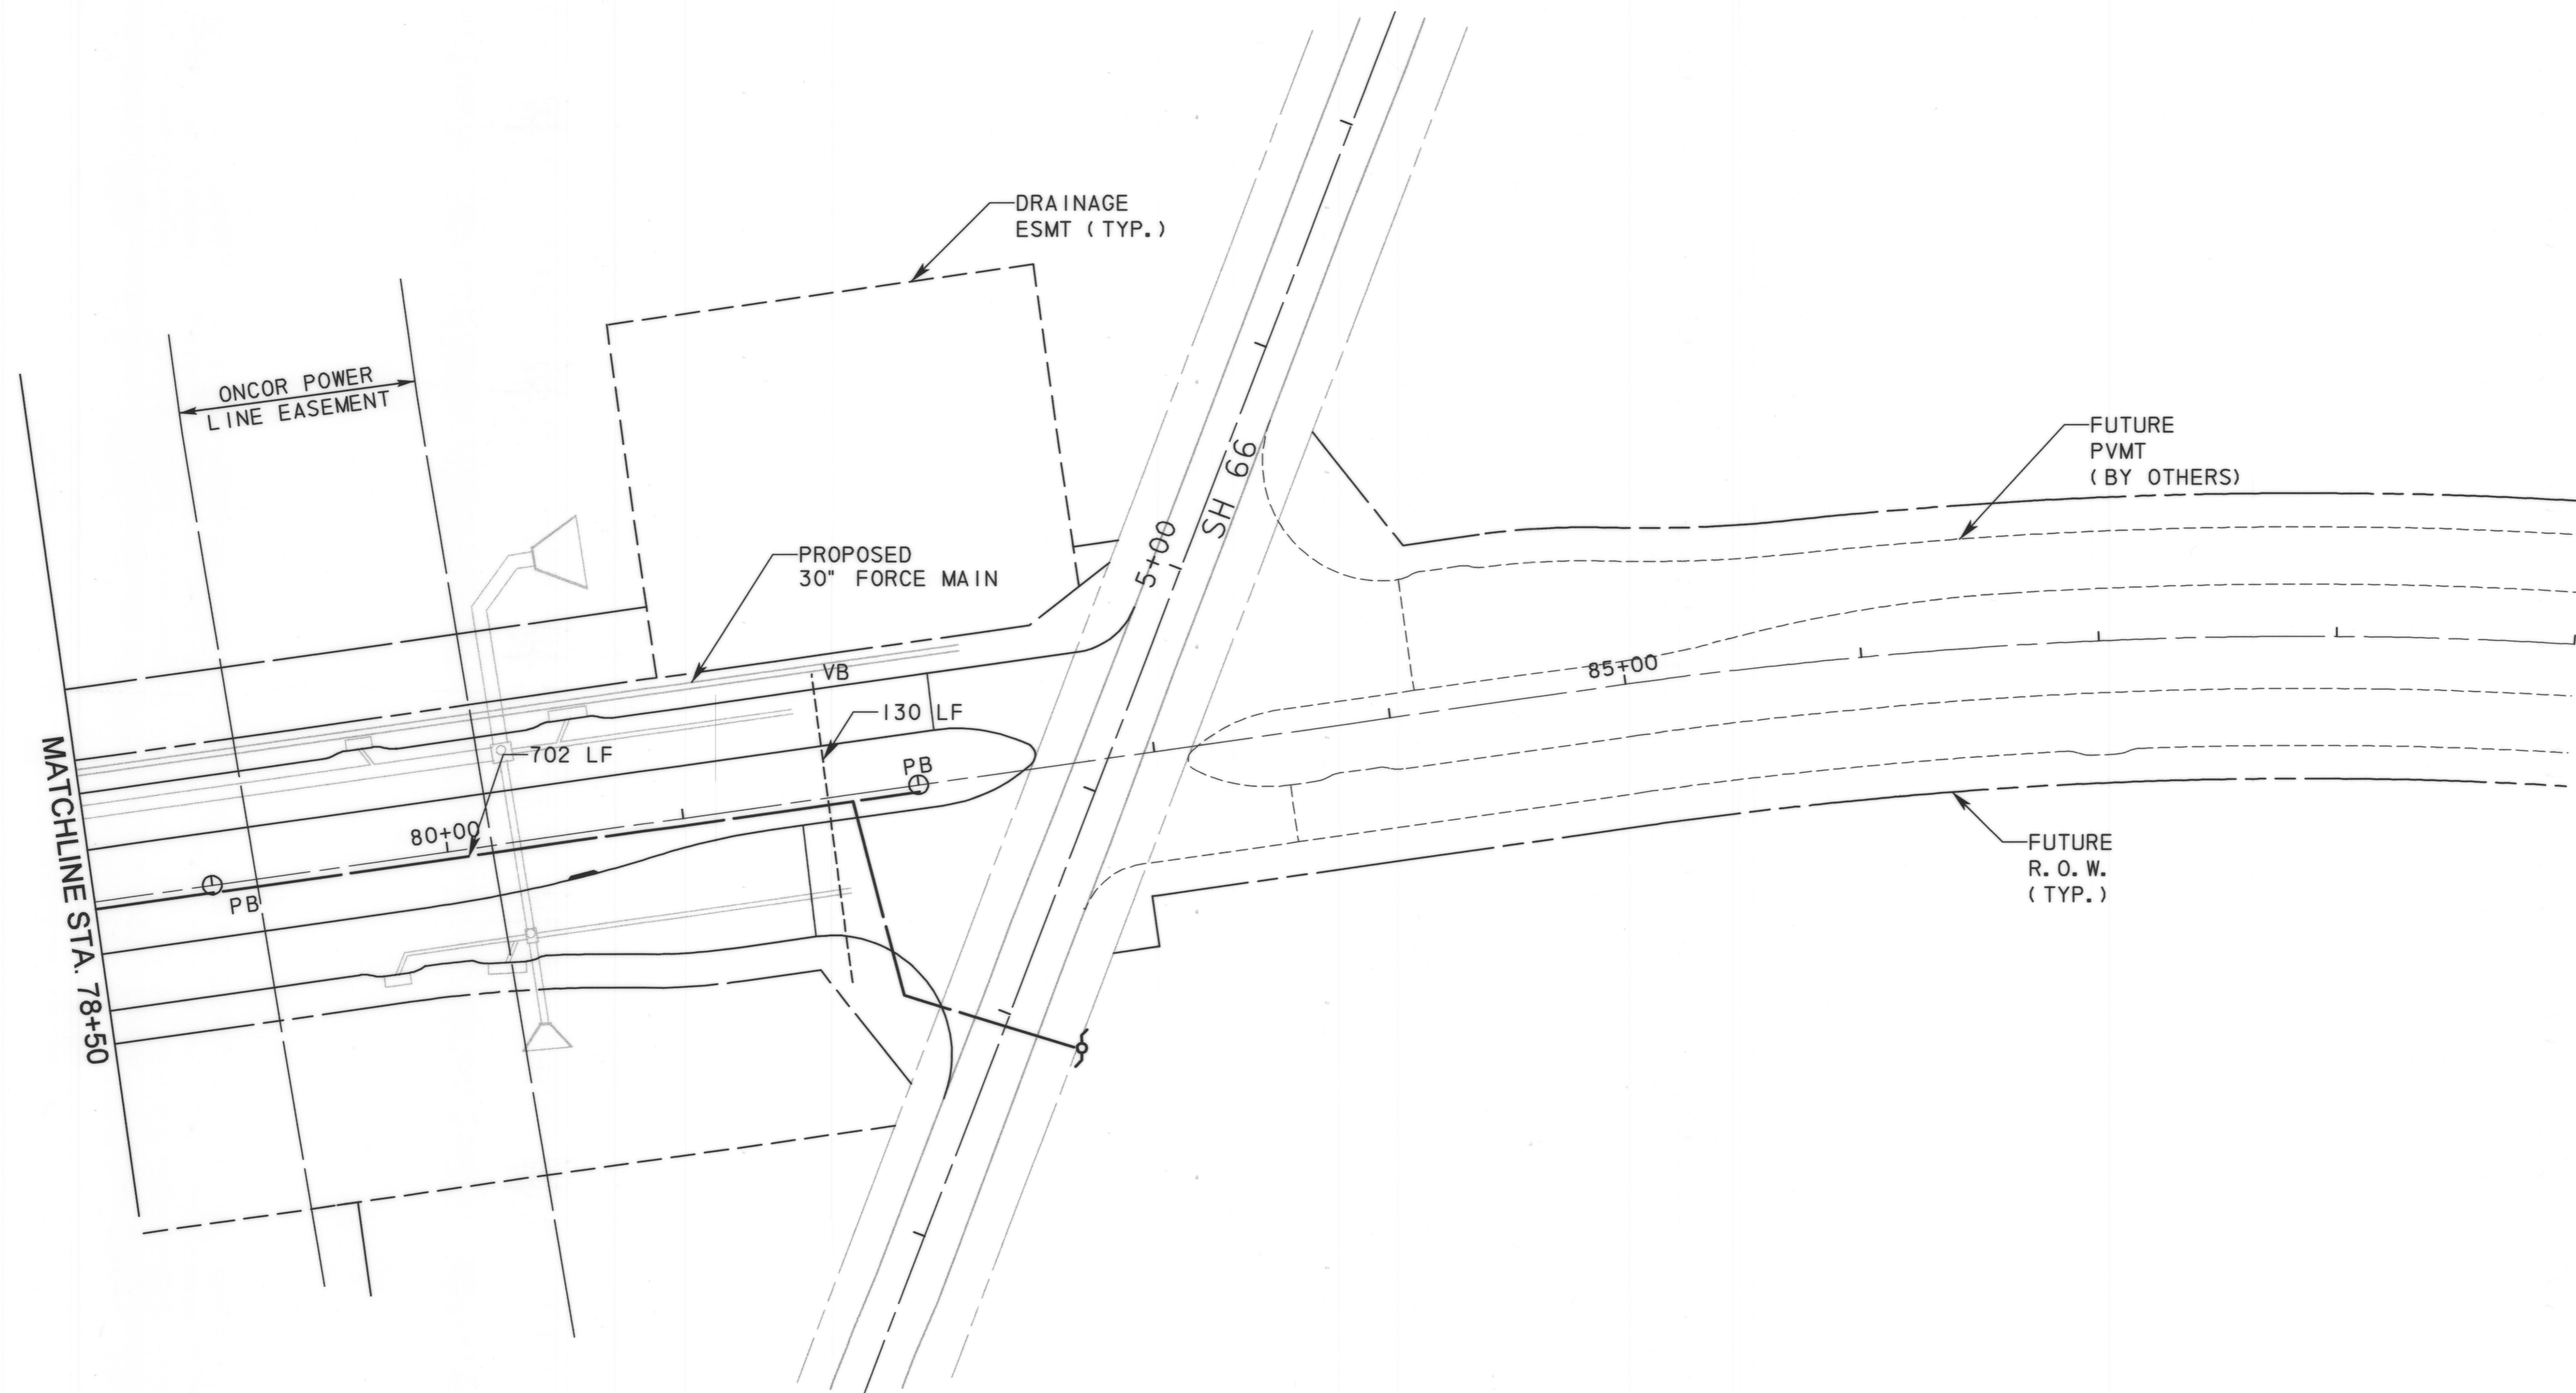 DRAINAGE
ESMT (TYP.)
ONCOR POWER
LINE EASEMENT
FUTURE
PVMT
(BY OTHERS)
SH 66
5+00
PROPOSED
30" FORCE MAIN
VB
85+00
130 LF
702 LF
PB
80+00
PB
MATCHLINE STA. 78+50
FUTURE
R.O.W.
(TYP.)